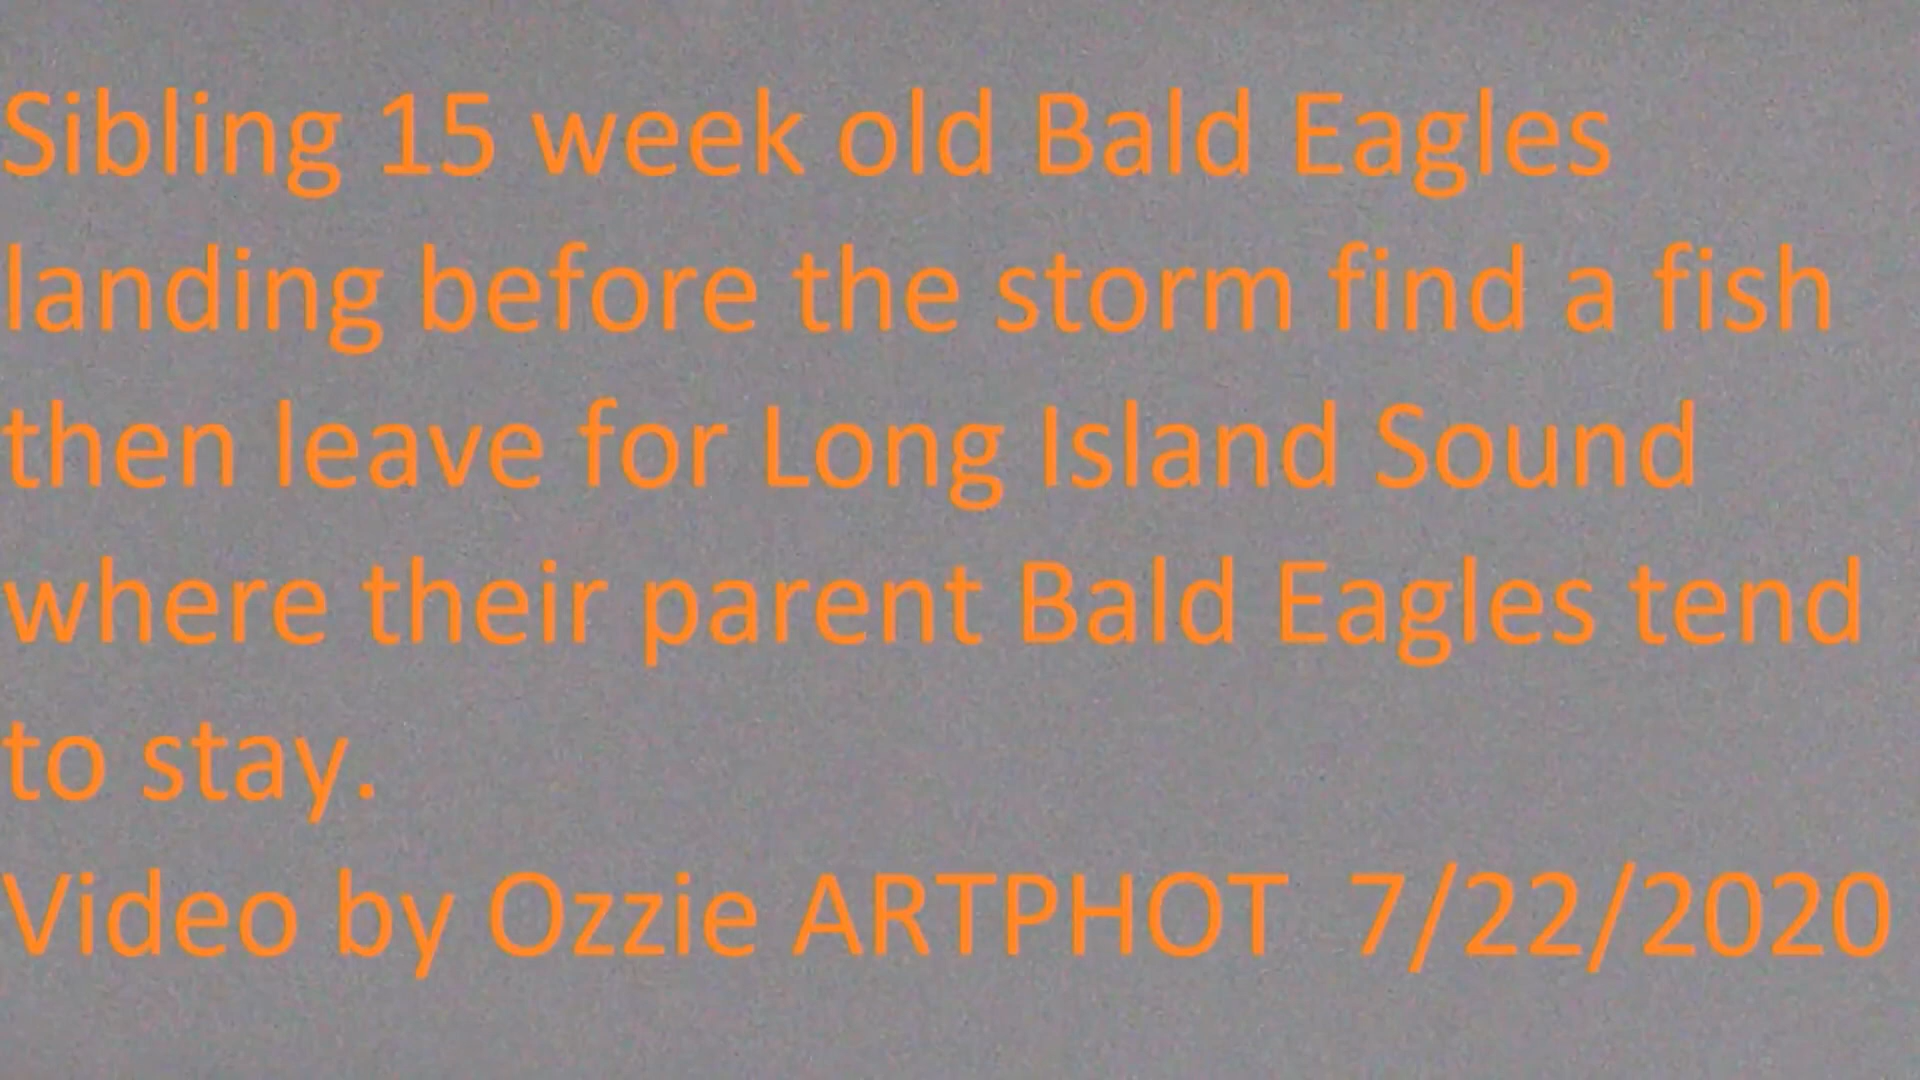 Sibling 15 week old Bald Eagles
landing before the storm find a fish
then leave for Long Island Sound
where their parent Bald Eagles tend
to stay.
Video by Ozzie ARTPHOT  7/22/2020